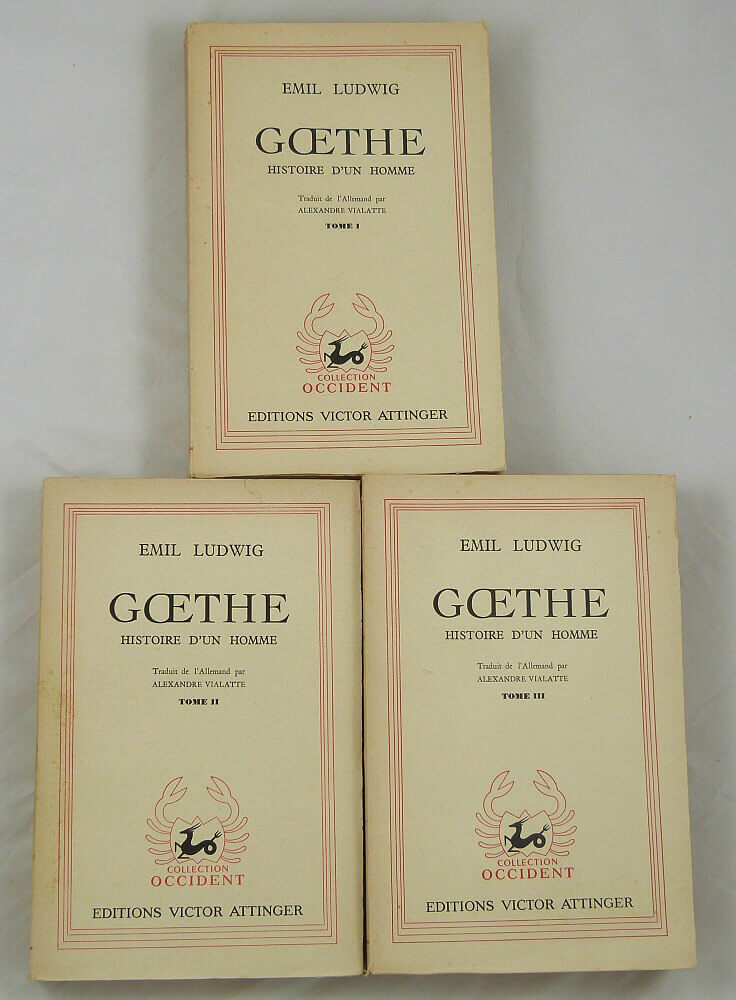 EMIL LUDWIG
GŒTHE
HISTOIRE D'UN HOMME
Traduit de l'Allemand par
ALEXANDRE VIALATTE
TOME I
COLLECTION
OCCIDENT
EDITIONS VICTOR ATTINGER
EMIL LUDWIG
GŒTHE
HISTOIRE D'UN HOMME
Traduit de l'Allemand par
ALEXANDRE VIALATTE
TOME II
COLLECTION
OCCIDENT
EDITIONS VICTOR ATTINGER
EMIL LUDWIG
GŒTHE
HISTOIRE D'UN HOMME
Traduit de l'Allemand par
ALEXANDRE VIALATTE
TOME III
COLLECTION
OCCIDENT
EDITIONS VICTOR ATTINGER